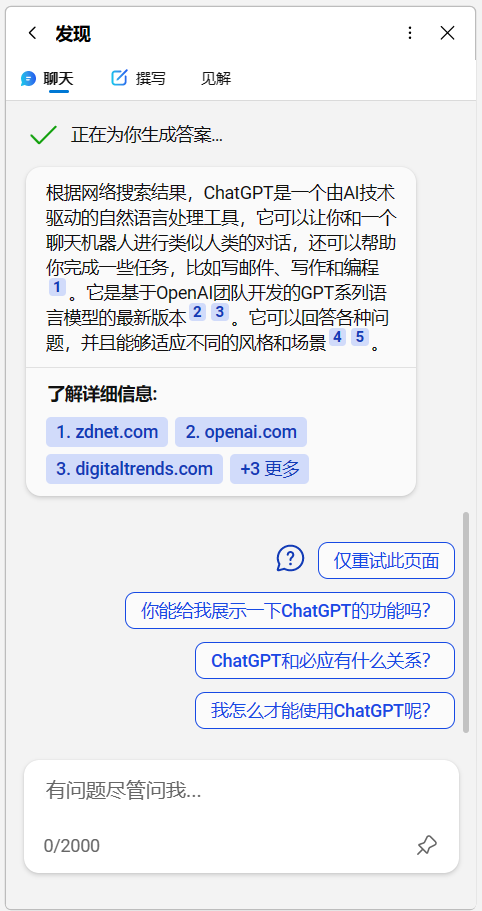 发现
聊天 撰写 见解
正在为你生成答案...
根据网络搜索结果，ChatGPT是一个由AI技术
驱动的自然语言处理工具，它可以让你和一个
聊天机器人进行类似人类的对话，还可以帮助
你完成一些任务，比如写邮件、写作和编程
1 。它是基于OpenAI团队开发的GPT系列语
言模型的最新版本 2 3 。它可以回答各种问
题，并且能够适应不同的风格和场景 4 5 。
了解详细信息:
1. zdnet.com 2. openai.com
3. digitaltrends.com +3 更多
仅重试此页面
你能给我展示一下ChatGPT的功能吗？
ChatGPT和必应有什么关系？
我怎么才能使用ChatGPT呢？
有问题尽管问我...
0/2000